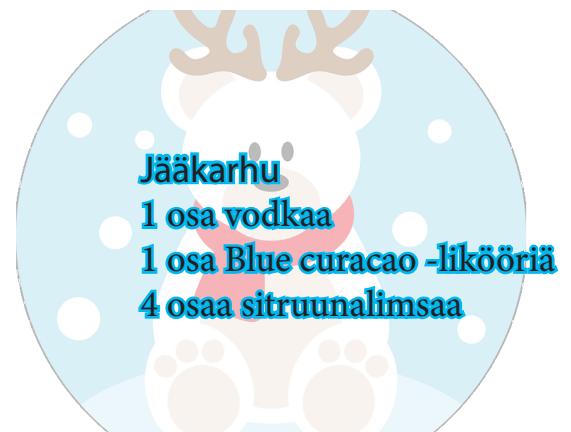 Jääkarhu
1 osa vodkaa
1 osa Blue curacao -likööriä
4 osaa sitruunalimsaa